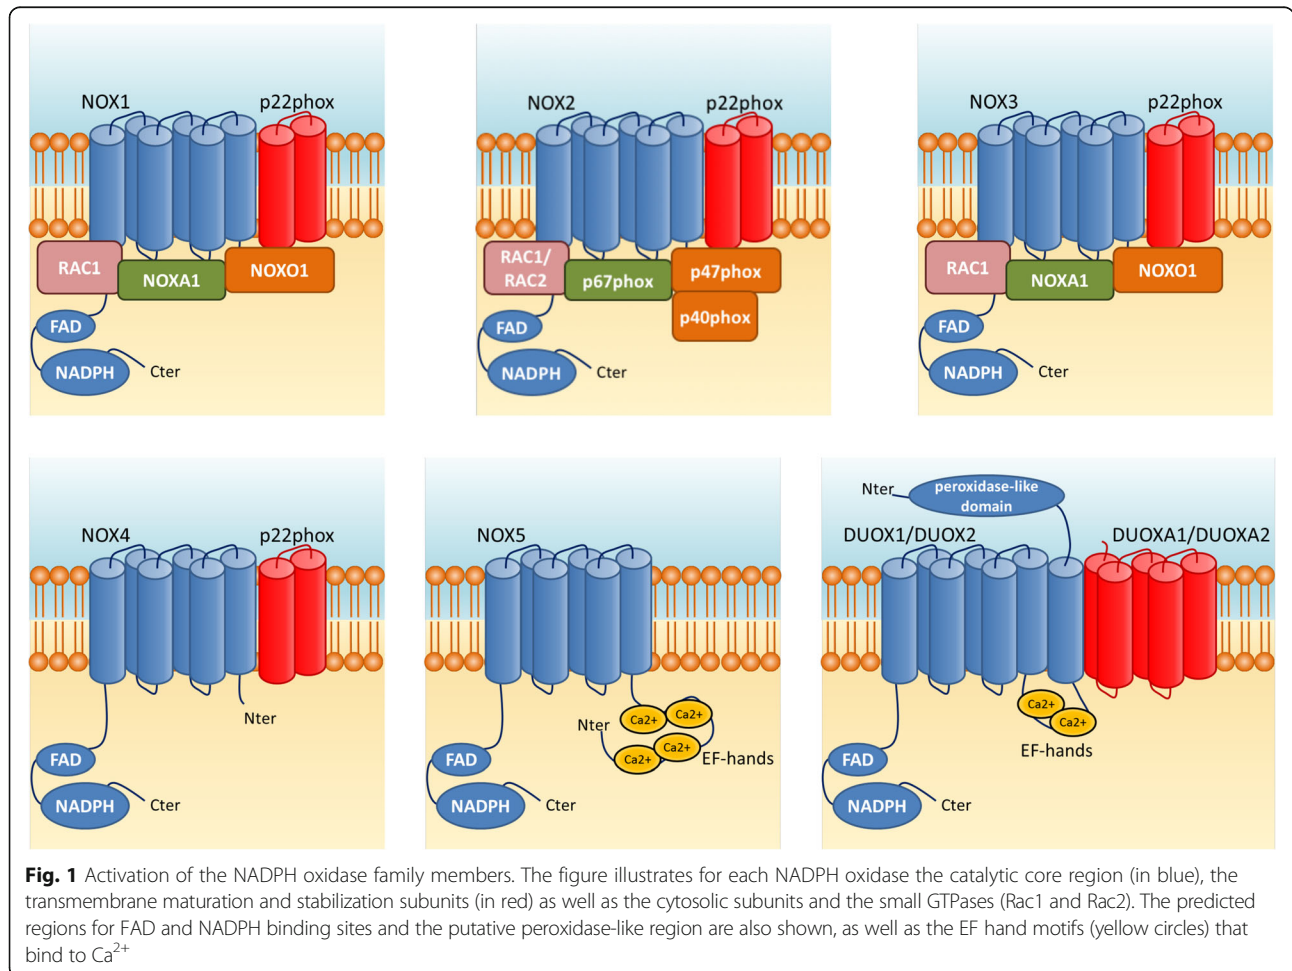 NOX1
p22phox
RAC1
NOXA1
NOXO1
FAD
NADPH
Cter
NOX2
p22phox
RAC1/
RAC2
p67phox
p47phox
p40phox
FAD
NADPH
Cter
NOX3
p22phox
RAC1
NOXA1
NOXO1
FAD
NADPH
Cter
NOX4
p22phox
Nter
FAD
NADPH
Cter
NOX5
Nter
Ca2+
Ca2+
Ca2+
Ca2+
EF-hands
FAD
NADPH
Cter
Nter
peroxidase-like
domain
DUOX1/DUOX2
DUOXA1/DUOXA2
Ca2+
Ca2+
EF-hands
FAD
NADPH
Cter
Fig. 1 Activation of the NADPH oxidase family members. The figure illustrates for each NADPH oxidase the catalytic core region (in blue), the
transmembrane maturation and stabilization subunits (in red) as well as the cytosolic subunits and the small GTPases (Rac1 and Rac2). The predicted
regions for FAD and NADPH binding sites and the putative peroxidase-like region are also shown, as well as the EF hand motifs (yellow circles) that
bind to Ca²⁺